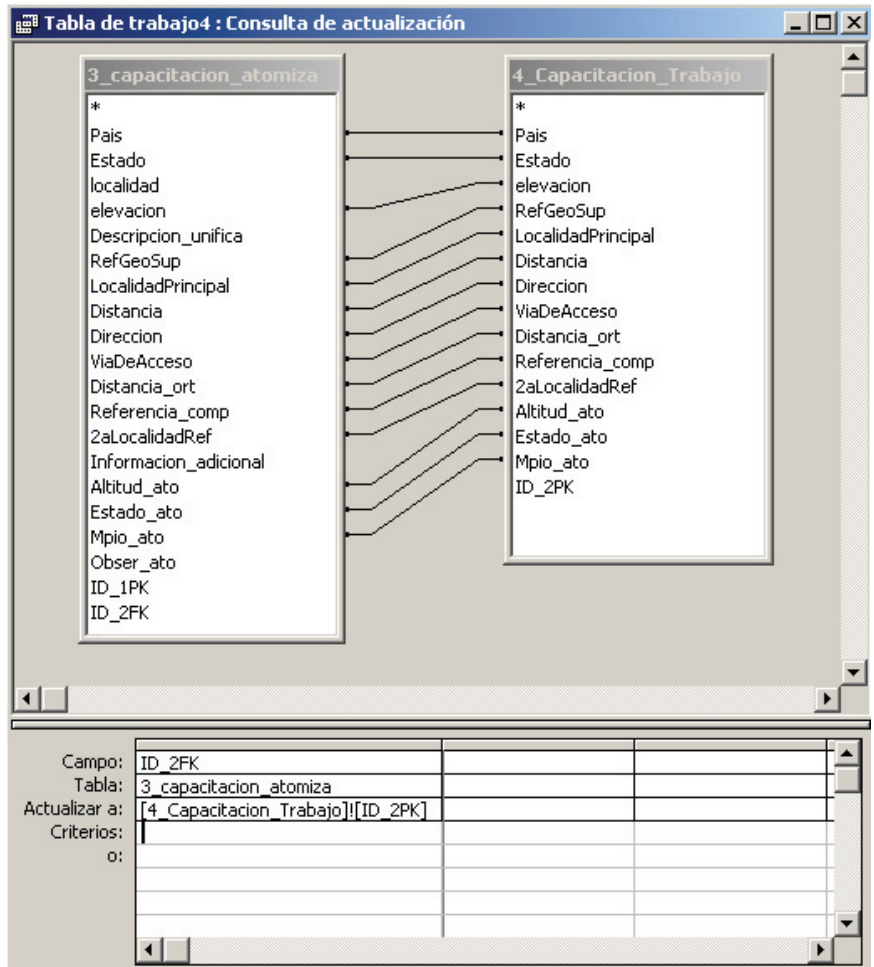 Tabla de trabajo4 : Consulta de actualización
3_capacitacion_atomiza
*
Pais
Estado
localidad
elevacion
Descripcion_unifica
RefGeoSup
LocalidadPrincipal
Distancia
Direccion
ViaDeAcceso
Distancia_ort
Referencia_comp
2aLocalidadRef
Informacion_adicional
Altitud_ato
Estado_ato
Mpio_ato
Obser_ato
ID_1PK
ID_2FK
4_Capacitacion_Trabajo
*
Pais
Estado
elevacion
RefGeoSup
LocalidadPrincipal
Distancia
Direccion
ViaDeAcceso
Distancia_ort
Referencia_comp
2aLocalidadRef
Altitud_ato
Estado_ato
Mpio_ato
ID_2PK
Campo: ID_2FK
Tabla: 3_capacitacion_atomiza
Actualizar a: [4_Capacitacion_Trabajo]![ID_2PK]
Criterios:
o: